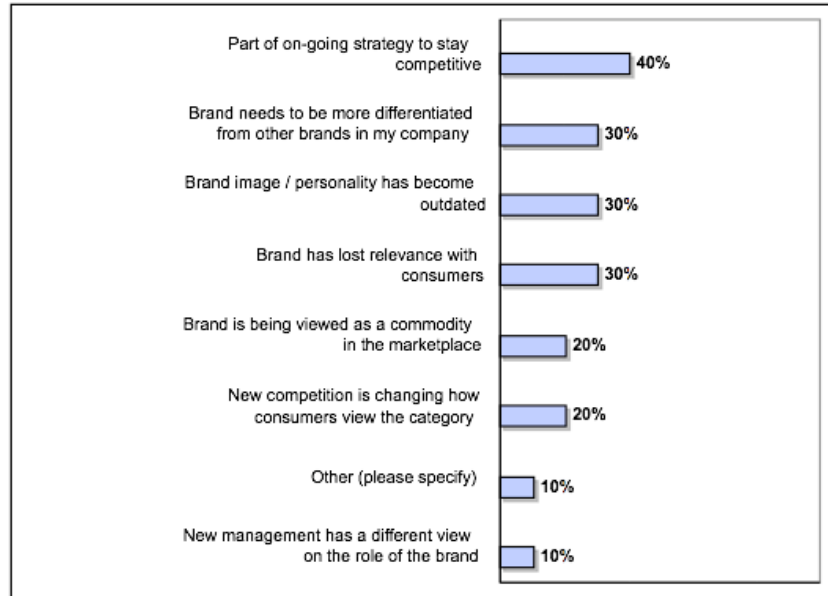 Part of on-going strategy to stay
competitive
40%
Brand needs to be more differentiated
from other brands in my company
30%
Brand image / personality has become
outdated
30%
Brand has lost relevance with
consumers
30%
Brand is being viewed as a commodity
in the marketplace
20%
New competition is changing how
consumers view the category
20%
Other (please specify)
10%
New management has a different view
on the role of the brand
10%